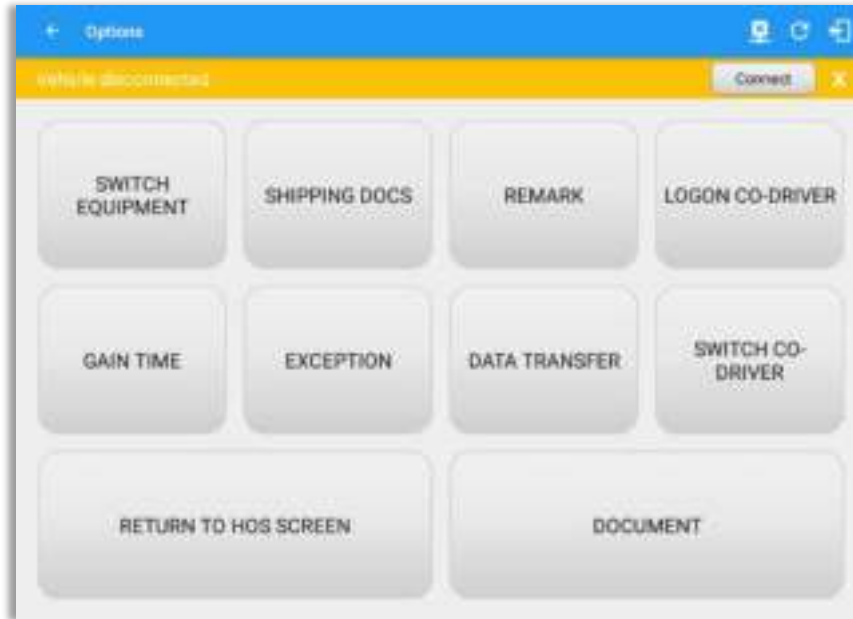 Options
Vehicle disconnected
Connect
X
SWITCH
EQUIPMENT
SHIPPING DOCS
REMARK
LOGON CO-DRIVER
GAIN TIME
EXCEPTION
DATA TRANSFER
SWITCH CO-
DRIVER
RETURN TO HOS SCREEN
DOCUMENT